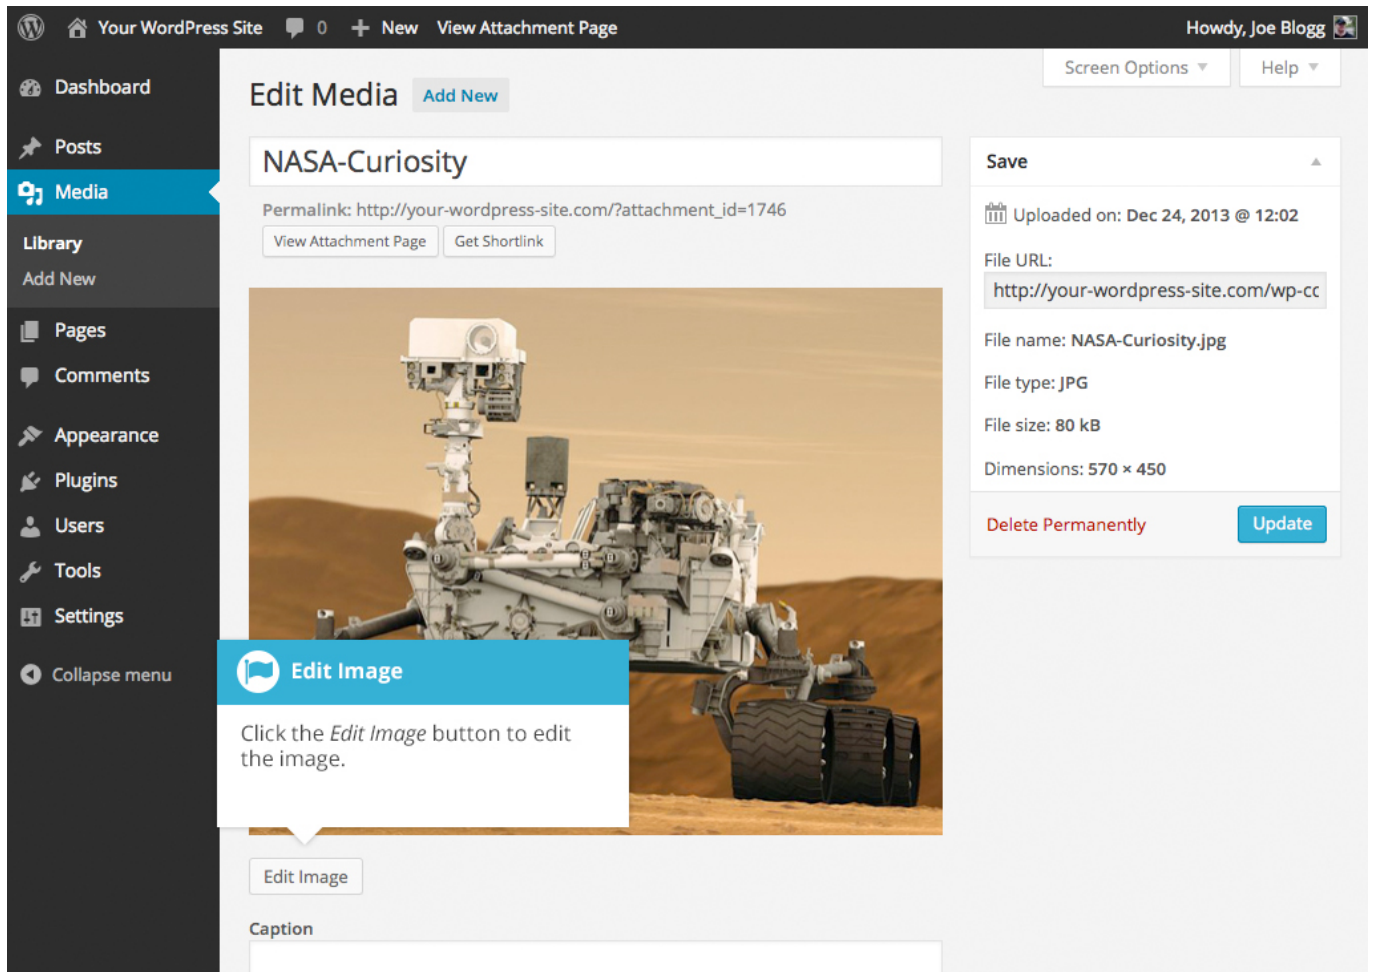 Your WordPress Site 0 New View Attachment Page Howdy, Joe Blogg
Screen Options Help
Dashboard
Posts
Media
Library
Add New
Pages
Comments
Appearance
Plugins
Users
Tools
Settings
Collapse menu
Edit Media Add New
NASA-Curiosity
Permalink: http://your-wordpress-site.com/?attachment_id=1746
View Attachment Page Get Shortlink
Edit Image
Click the Edit Image button to edit
the image.
Edit Image
Caption
Save
Uploaded on: Dec 24, 2013 @ 12:02
File URL:
http://your-wordpress-site.com/wp-cc
File name: NASA-Curiosity.jpg
File type: JPG
File size: 80 kB
Dimensions: 570 × 450
Delete Permanently Update